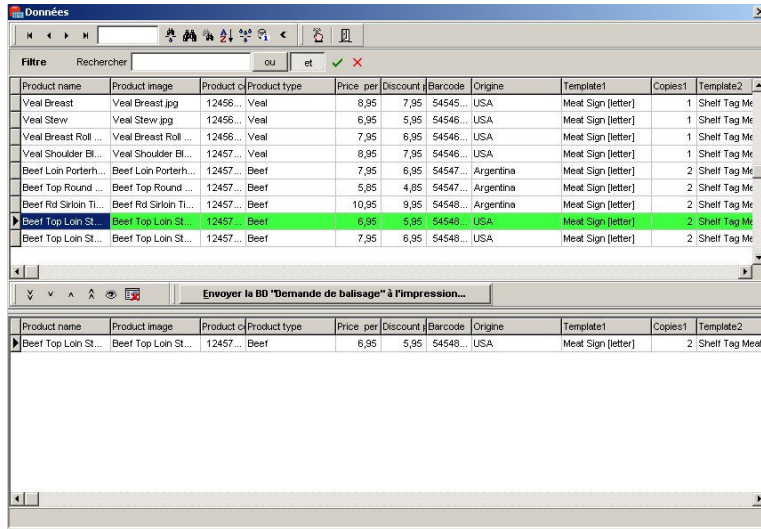 Données
Filtre Rechercher ou et
Product name Product image Product c Product type Price per Discount p Barcode Origine Template1 Copies1 Template2
Veal Breast Veal Breast.jpg 12456... Veal 8,95 7,95 54545... USA Meat Sign [letter] 1 Shelf Tag Me
Veal Stew Veal Stew.jpg 12456... Veal 6,95 5,95 54546... USA Meat Sign [letter] 1 Shelf Tag Me
Veal Breast Roll ... Veal Breast Roll ... 12456... Veal 7,95 6,95 54546... USA Meat Sign [letter] 1 Shelf Tag Me
Veal Shoulder Bl... Veal Shoulder Bl... 12457... Veal 8,95 7,95 54546... USA Meat Sign [letter] 1 Shelf Tag Me
Beef Loin Porterh... Beef Loin Porterh... 12457... Beef 7,95 6,95 54547... Argentina Meat Sign [letter] 2 Shelf Tag Me
Beef Top Round ... Beef Top Round ... 12457... Beef 5,85 4,85 54547... Argentina Meat Sign [letter] 2 Shelf Tag Me
Beef Rd Sirloin Ti... Beef Rd Sirloin Ti... 12457... Beef 10,95 9,95 54548... Argentina Meat Sign [letter] 2 Shelf Tag Me
Beef Top Loin St... Beef Top Loin St... 12457... Beef 6,95 5,95 54548... USA Meat Sign [letter] 2 Shelf Tag Me
Beef Top Loin St... Beef Top Loin St... 12457... Beef 7,95 6,95 54548... USA Meat Sign [letter] 2 Shelf Tag Me
Envoyer la BD "Demande de balisage" à l'impression...
Product name Product image Product c Product type Price per Discount p Barcode Origine Template1 Copies1 Template2
Beef Top Loin St... Beef Top Loin St... 12457... Beef 6,95 5,95 54548... USA Meat Sign [letter] 2 Shelf Tag Meat